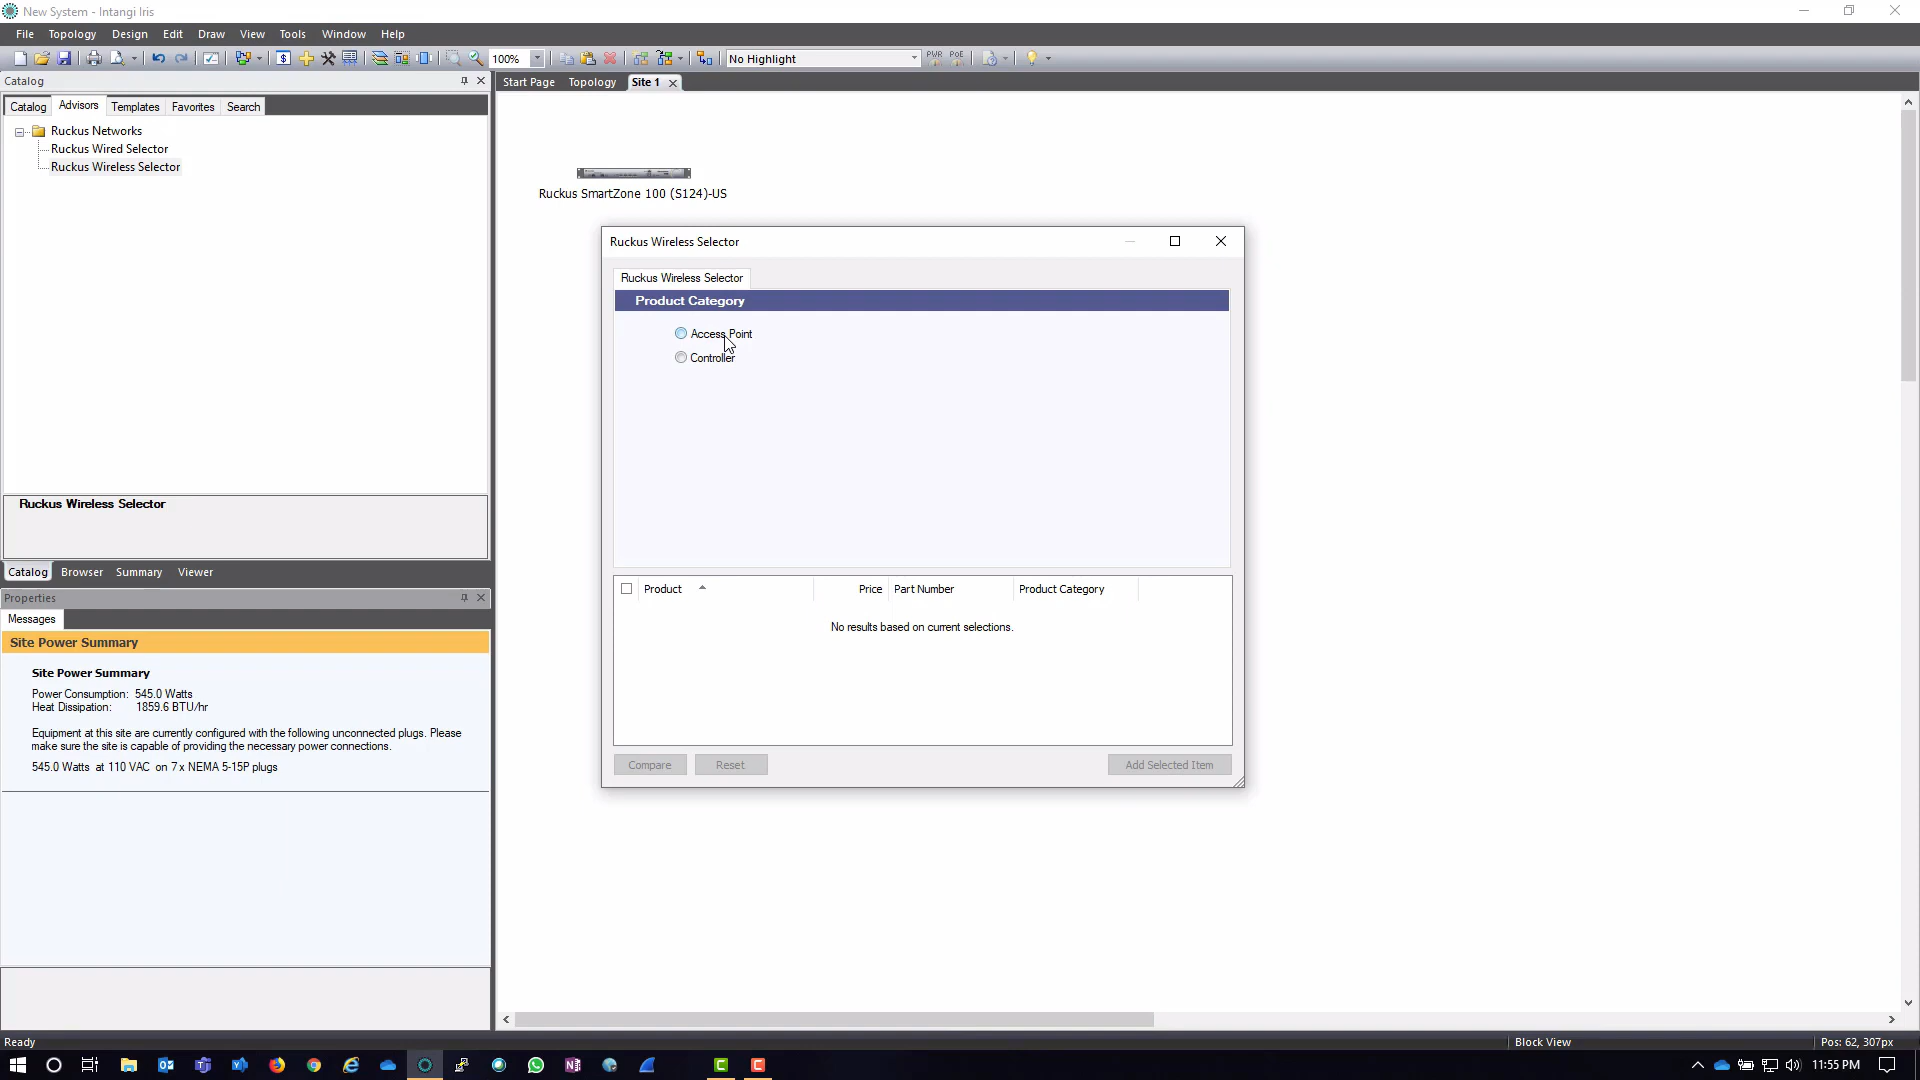 New System - Intangi Iris
File Topology Design Edit Draw View Tools Window Help
100% No Highlight PWR PoE
Catalog
Start Page Topology Site 1
Catalog Advisors Templates Favorites Search
Ruckus Networks
Ruckus Wired Selector
Ruckus Wireless Selector
Ruckus SmartZone 100 (S124)-US
Ruckus Wireless Selector
Ruckus Wireless Selector
Product Category
Access Point
Controller
Ruckus Wireless Selector
Catalog Browser Summary Viewer
Product Price Part Number Product Category
No results based on current selections.
Properties
Messages
Site Power Summary
Site Power Summary
Power Consumption: 545.0 Watts
Heat Dissipation: 1859.6 BTU/hr
Equipment at this site are currently configured with the following unconnected plugs. Please
make sure the site is capable of providing the necessary power connections.
545.0 Watts at 110 VAC on 7 x NEMA 5-15P plugs
Compare Reset Add Selected Item
Ready Block View Pos: 62, 307px
11:55 PM